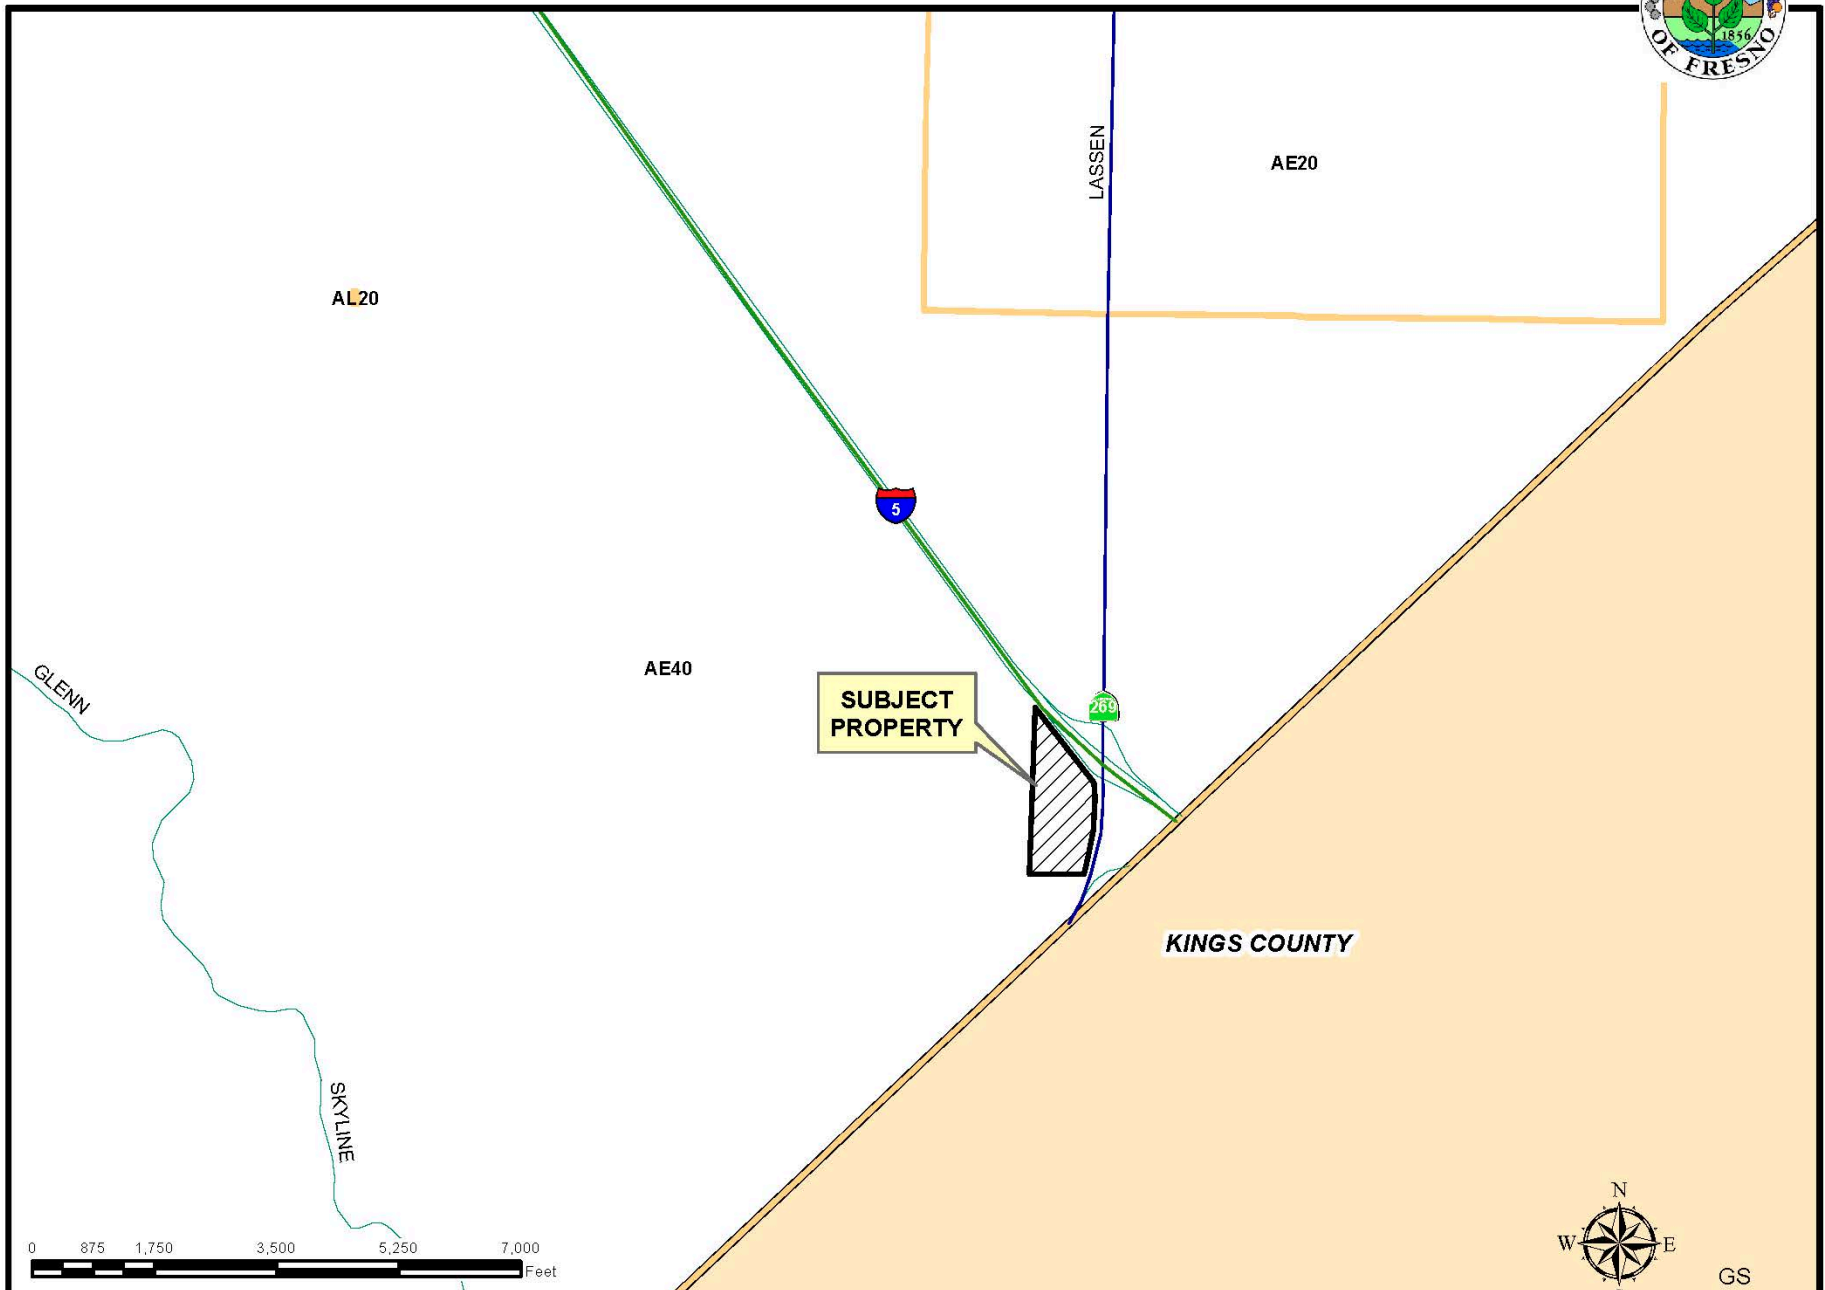 1856
OF FRESNO
LASSEN
AE20
AL20
5
GLENN
AE40
SUBJECT
PROPERTY
269
KINGS COUNTY
SKYLINE
0 875 1,750 3,500 5,250 7,000
Feet
N
W E
GS